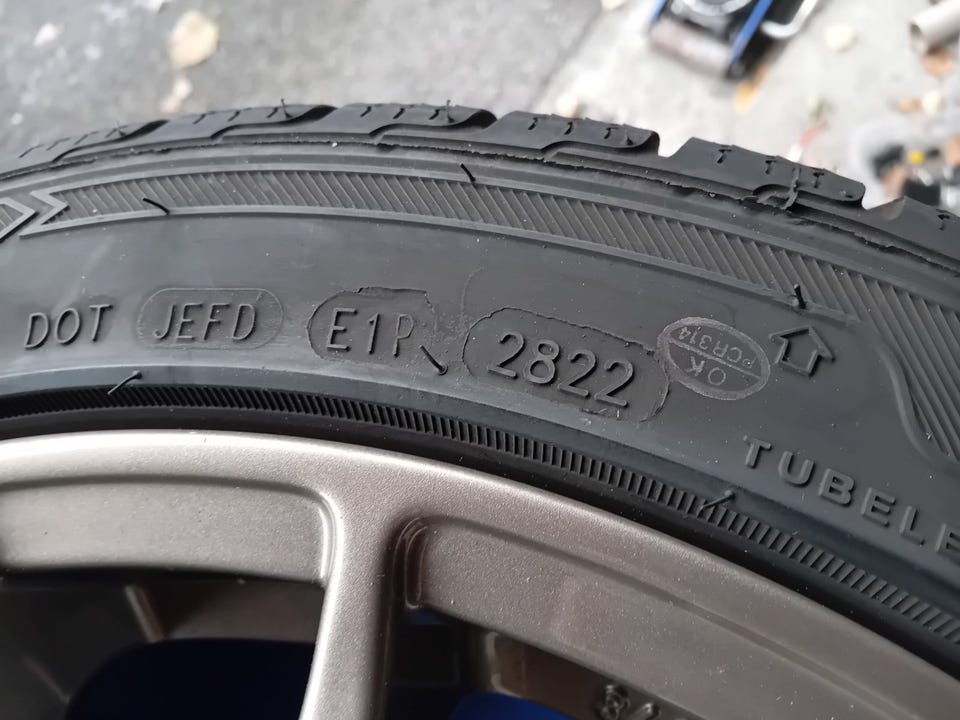 DOT JEFD E1P 2822
OK
PCR314
TUBELE